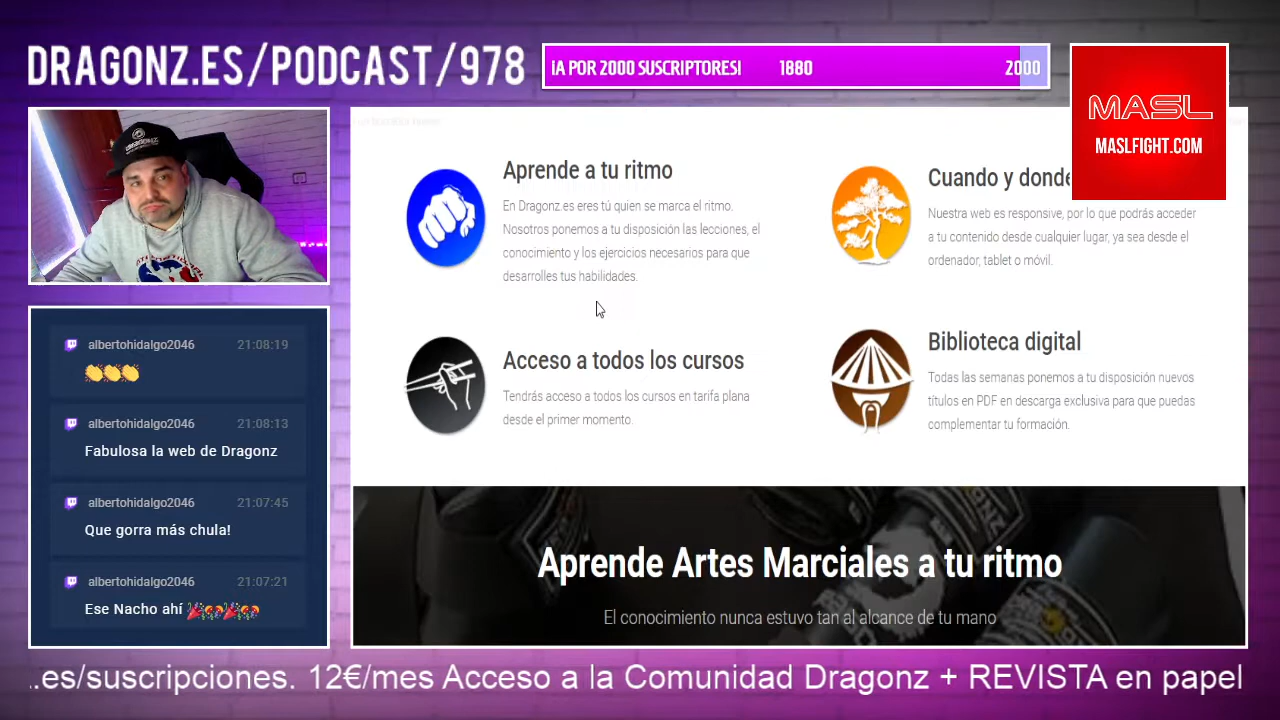 DRAGONZ.ES/PODCAST/978
IA POR 2000 SUSCRIPTORES!
1880
2000
MASL
MASLFIGHT.COM
Aprende a tu ritmo
En Dragonz.es eres tú quien se marca el ritmo.
Nosotros ponemos a tu disposición las lecciones, el
conocimiento y los ejercicios necesarios para que
desarrolles tus habilidades.
Cuando y donde
Nuestra web es responsive, por lo que podrás acceder
a tu contenido desde cualquier lugar, ya sea desde el
ordenador, tablet o móvil.
Acceso a todos los cursos
Tendrás acceso a todos los cursos en tarifa plana
desde el primer momento.
Biblioteca digital
Todas las semanas ponemos a tu disposición nuevos
títulos en PDF en descarga exclusiva para que puedas
complementar tu formación.
albertohidalgo2046 21:08:19
👏👏👏
albertohidalgo2046 21:08:13
Fabulosa la web de Dragonz
albertohidalgo2046 21:07:45
Que gorra más chula!
albertohidalgo2046 21:07:21
Ese Nacho ahí
Aprende Artes Marciales a tu ritmo
El conocimiento nunca estuvo tan al alcance de tu mano
.es/suscripciones. 12€/mes Acceso a la Comunidad Dragonz + REVISTA en papel